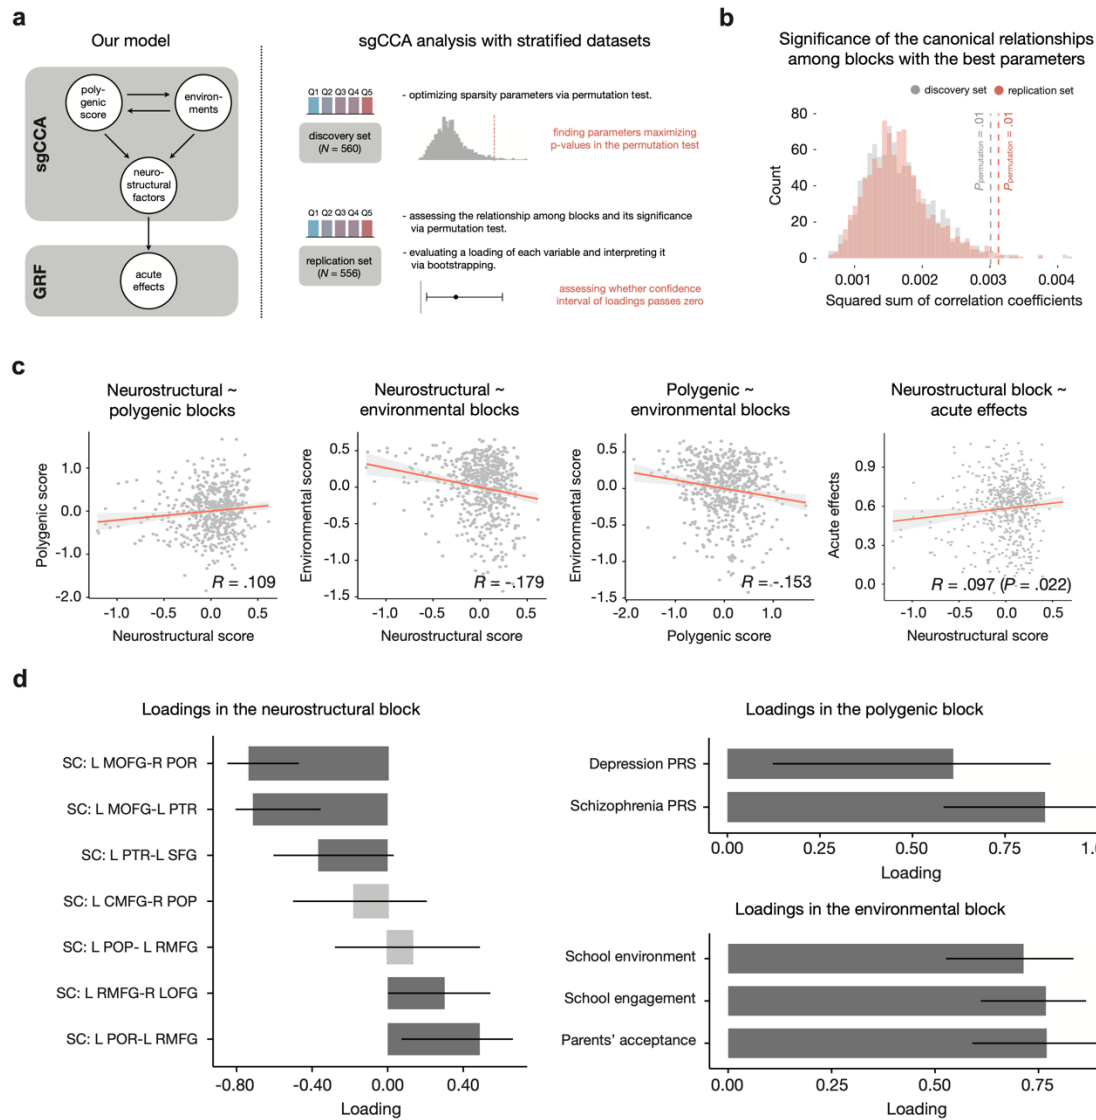 a
Our model
sgCCA
poly-
genic
score
environ-
ments
neuro-
structural
factors
GRF
acute
effects
sgCCA analysis with stratified datasets
Q1 Q2 Q3 Q4 Q5
discovery set
(N = 560)
- optimizing sparsity parameters via permutation test.
finding parameters maximizing
p-values in the permutation test
Q1 Q2 Q3 Q4 Q5
replication set
(N = 556)
- assessing the relationship among blocks and its significance
via permutation test.
- evaluating a loading of each variable and interpreting it
via bootstrapping.
assessing whether confidence
interval of loadings passes zero
b
Significance of the canonical relationships
among blocks with the best parameters
discovery set replication set
Count
80
60
40
20
0
Ppermutation = .01
Ppermutation = .01
0.001 0.002 0.003 0.004
Squared sum of correlation coefficients
c
Neurostructural ~
polygenic blocks
Polygenic score
1.0
0.0
-1.0
-2.0
R = .109
-1.0 -0.5 0.0 0.5
Neurostructural score
Neurostructural ~
environmental blocks
Environmental score
0.5
0.0
-0.5
-1.0
-1.5
R = -.179
-1.0 -0.5 0.0 0.5
Neurostructural score
Polygenic ~
environmental blocks
Environmental score
0.5
0.0
-0.5
-1.0
-1.5
R = -.153
-2.0 -1.0 0.0 1.0
Polygenic score
Neurostructural block ~
acute effects
Acute effects
0.9
0.6
0.3
0.0
R = .097 (P = .022)
-1.0 -0.5 0.0 0.5
Neurostructural score
d
Loadings in the neurostructural block
SC: L MOFG-R POR
SC: L MOFG-L PTR
SC: L PTR-L SFG
SC: L CMFG-R POP
SC: L POP- L RMFG
SC: L RMFG-R LOFG
SC: L POR-L RMFG
-0.80 -0.40 0.00 0.40
Loading
Loadings in the polygenic block
Depression PRS
Schizophrenia PRS
0.00 0.25 0.50 0.75 1.0
Loading
Loadings in the environmental block
School environment
School engagement
Parents' acceptance
0.00 0.25 0.50 0.75
Loading